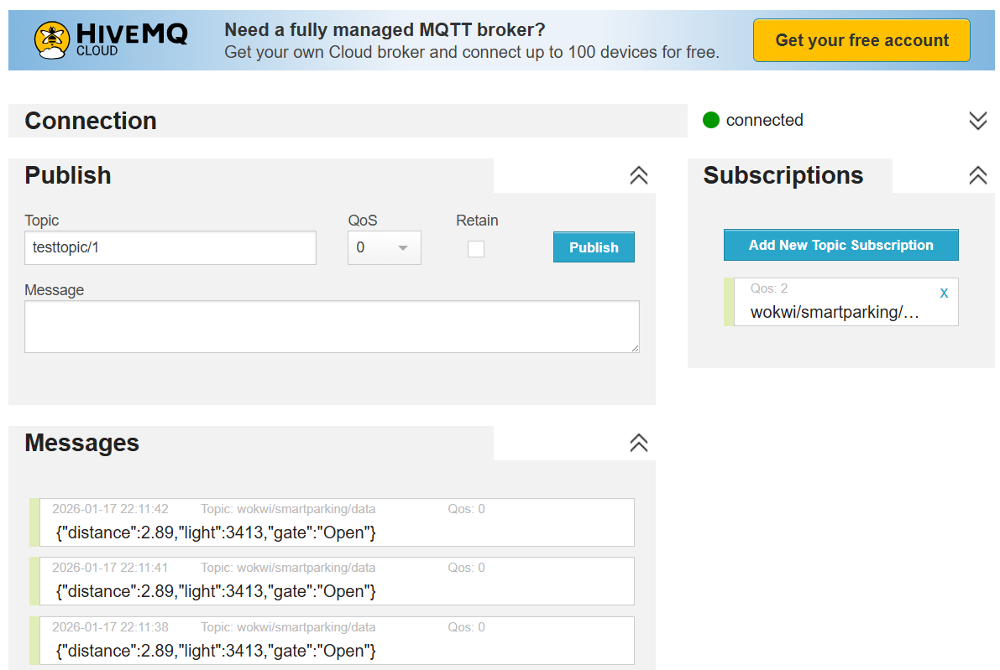 HiveMQ
CLOUD
Need a fully managed MQTT broker?
Get your own Cloud broker and connect up to 100 devices for free.
Get your free account
Connection
connected
Publish
Topic
QoS
Retain
testtopic/1
0
Publish
Message
Subscriptions
Add New Topic Subscription
Qos: 2
X
wokwi/smartparking/…
Messages
2026-01-17 22:11:42 Topic: wokwi/smartparking/data Qos: 0
{"distance":2.89,"light":3413,"gate":"Open"}
2026-01-17 22:11:41 Topic: wokwi/smartparking/data Qos: 0
{"distance":2.89,"light":3413,"gate":"Open"}
2026-01-17 22:11:38 Topic: wokwi/smartparking/data Qos: 0
{"distance":2.89,"light":3413,"gate":"Open"}